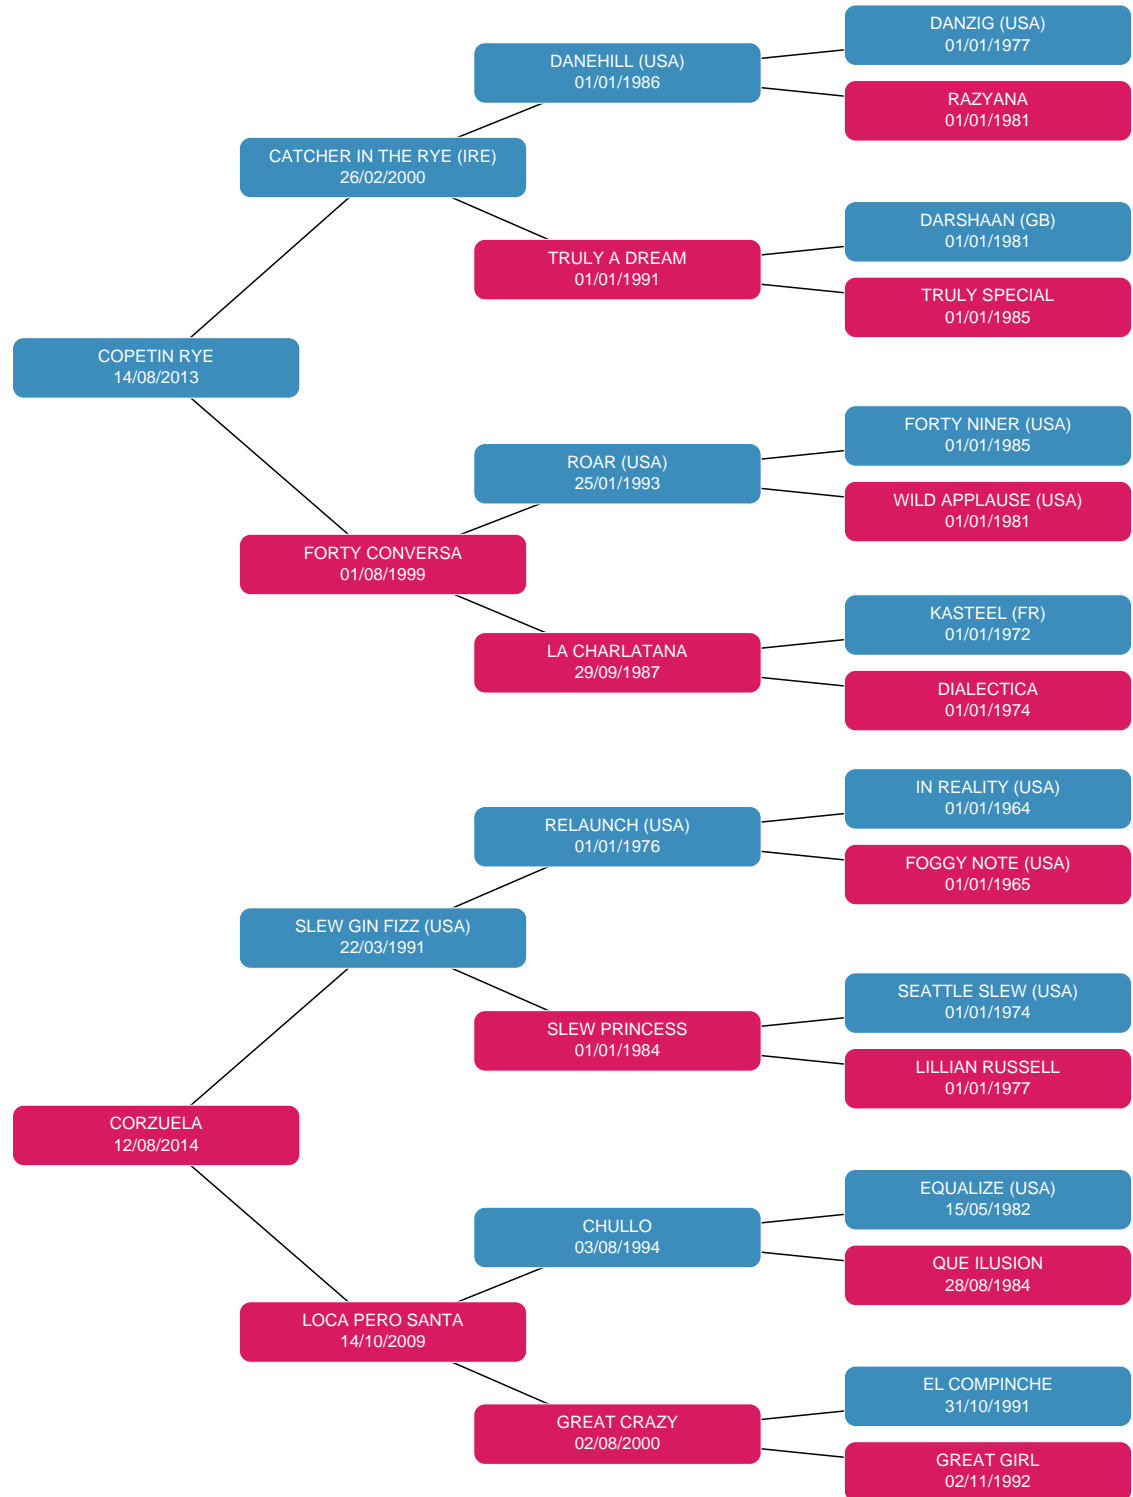 DANZIG (USA)
01/01/1977
DANEHILL (USA)
01/01/1986
RAZYANA
01/01/1981
CATCHER IN THE RYE (IRE)
26/02/2000
DARSHAAN (GB)
01/01/1981
TRULY A DREAM
01/01/1991
TRULY SPECIAL
01/01/1985
COPETIN RYE
14/08/2013
FORTY NINER (USA)
01/01/1985
ROAR (USA)
25/01/1993
WILD APPLAUSE (USA)
01/01/1981
FORTY CONVERSA
01/08/1999
KASTEEL (FR)
01/01/1972
LA CHARLATANA
29/09/1987
DIALECTICA
01/01/1974
IN REALITY (USA)
01/01/1964
RELAUNCH (USA)
01/01/1976
FOGGY NOTE (USA)
01/01/1965
SLEW GIN FIZZ (USA)
22/03/1991
SEATTLE SLEW (USA)
01/01/1974
SLEW PRINCESS
01/01/1984
LILLIAN RUSSELL
01/01/1977
CORZUELA
12/08/2014
EQUALIZE (USA)
15/05/1982
CHULLO
03/08/1994
QUE ILUSION
28/08/1984
LOCA PERO SANTA
14/10/2009
EL COMPINCHE
31/10/1991
GREAT CRAZY
02/08/2000
GREAT GIRL
02/11/1992